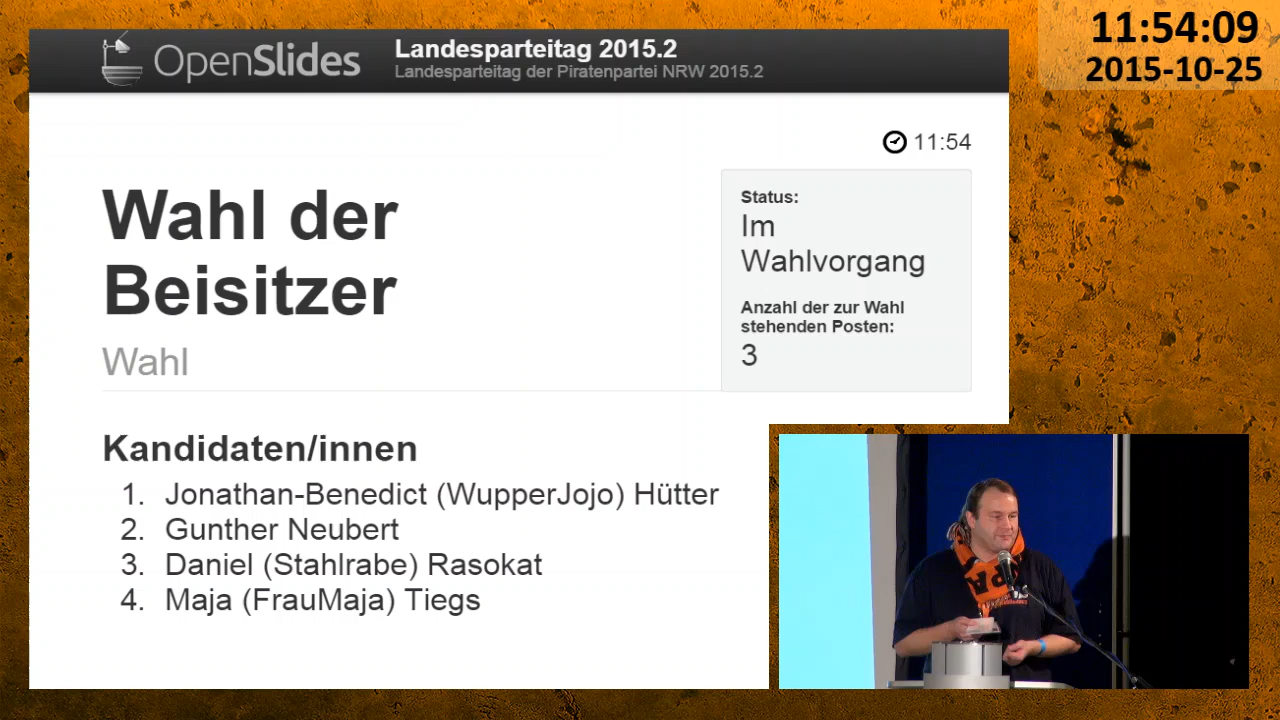 11:54:09
2015-10-25
OpenSlides
Landesparteitag 2015.2
Landesparteitag der Piratenpartei NRW 2015.2
11:54
Wahl der
Beisitzer
Wahl
Status:
Im
Wahlvorgang
Anzahl der zur Wahl
stehenden Posten:
3
Kandidaten/innen
1. Jonathan-Benedict (WupperJojo) Hütter
2. Gunther Neubert
3. Daniel (Stahlrabe) Rasokat
4. Maja (FrauMaja) Tiegs